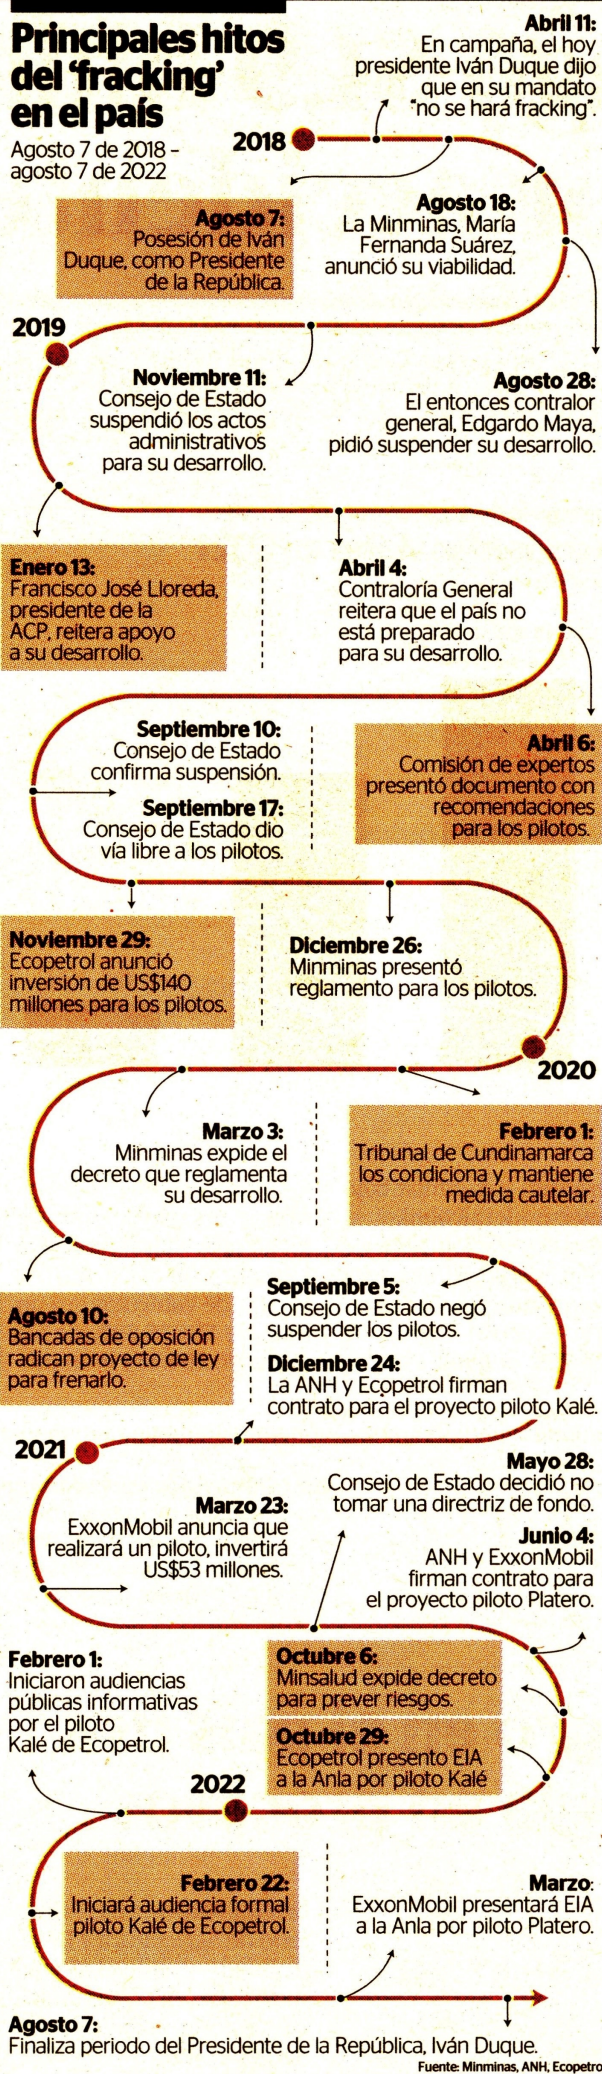 Principales hitos
del ‘fracking’
en el país
Agosto 7 de 2018 –
agosto 7 de 2022
2018
Abril 11:
En campaña, el hoy
presidente Iván Duque dijo
que en su mandato
“no se hará fracking”.
Agosto 7:
Posesión de Iván
Duque, como Presidente
de la República.
Agosto 18:
La Minminas, María
Fernanda Suárez,
anunció su viabilidad.
Agosto 28:
El entonces contralor
general, Edgardo Maya,
pidió suspender su desarrollo.
Noviembre 11:
Consejo de Estado
suspendió los actos
administrativos
para su desarrollo.
2019
Enero 13:
Francisco José Lloreda,
presidente de la
ACP, reitera apoyo
a su desarrollo.
Abril 4:
Contraloría General
reitera que el país no
está preparado
para su desarrollo.
Abril 6:
Comisión de expertos
presentó documento con
recomendaciones
para los pilotos.
Septiembre 10:
Consejo de Estado
confirma suspensión.
Septiembre 17:
Consejo de Estado dio
vía libre a los pilotos.
Noviembre 29:
Ecopetrol anunció
inversión de US$140
millones para los pilotos.
Diciembre 26:
Minminas presentó
reglamento para los pilotos.
2020
Febrero 1:
Tribunal de Cundinamarca
los condiciona y mantiene
medida cautelar.
Marzo 3:
Minminas expide el
decreto que reglamenta
su desarrollo.
Agosto 10:
Bancadas de oposición
radican proyecto de ley
para frenarlo.
Septiembre 5:
Consejo de Estado negó
suspender los pilotos.
Diciembre 24:
La ANH y Ecopetrol firman
contrato para el proyecto piloto Kalé.
2021
Marzo 23:
ExxonMobil anuncia que
realizará un piloto, invertirá
US$53 millones.
Mayo 28:
Consejo de Estado decidió no
tomar una directriz de fondo.
Junio 4:
ANH y ExxonMobil
firman contrato para
el proyecto piloto Platero.
Octubre 6:
Minsalud expide decreto
para prever riesgos.
Octubre 29:
Ecopetrol presento EIA
a la Anla por piloto Kalé
2022
Febrero 1:
Iniciaron audiencias
públicas informativas
por el piloto
Kalé de Ecopetrol.
Febrero 22:
Iniciará audiencia formal
piloto Kalé de Ecopetrol.
Marzo:
ExxonMobil presentará EIA
a la Anla por piloto Platero.
Agosto 7:
Finaliza periodo del Presidente de la República, Iván Duque.
Fuente: Minminas, ANH, Ecopetro